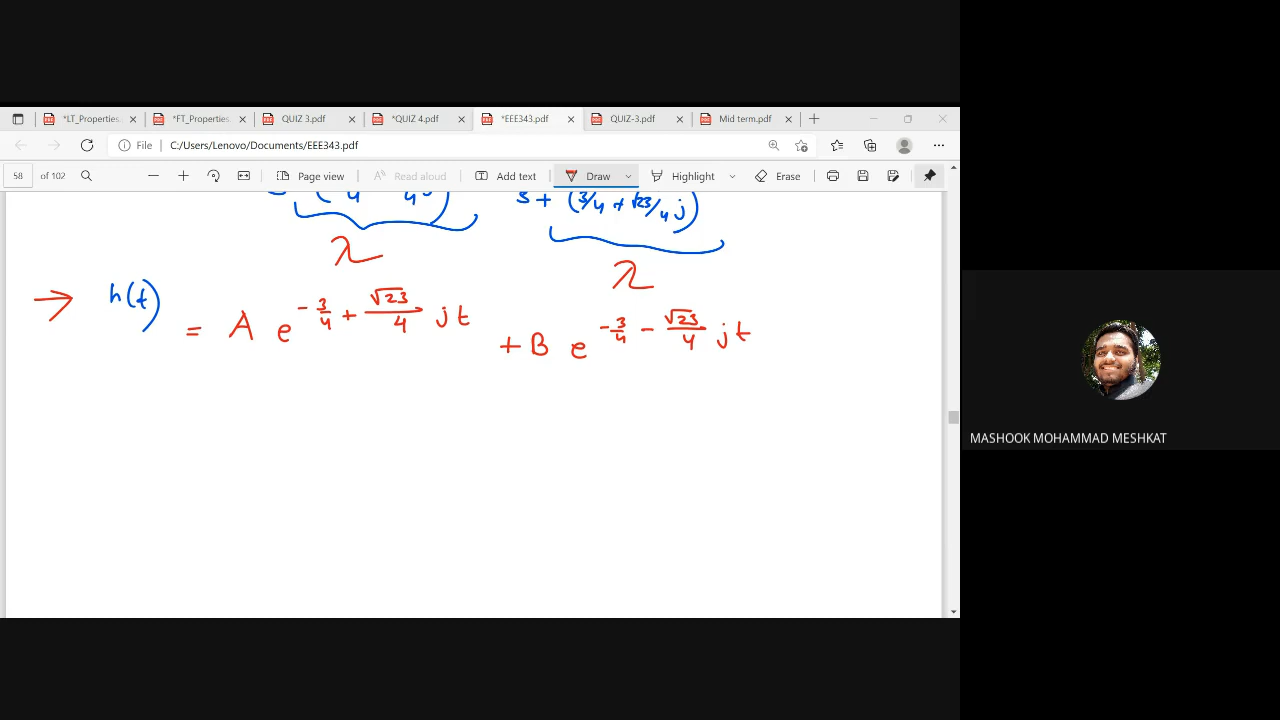 *LT_Properties
*FT_Properties
QUIZ 3.pdf
*QUIZ 4.pdf
*EEE343.pdf
QUIZ-3.pdf
Mid term.pdf
File
C:/Users/Lenovo/Documents/EEE343.pdf
58 of 102
Page view
Read aloud
Add text
Draw
Highlight
Erase
s + (3/4 + √23/4 j)
λ λ
→ h(t) = A e^{-3/4 + √23/4 jt} + B e^{-3/4 - √23/4 jt}
MASHOOK MOHAMMAD MESHKAT